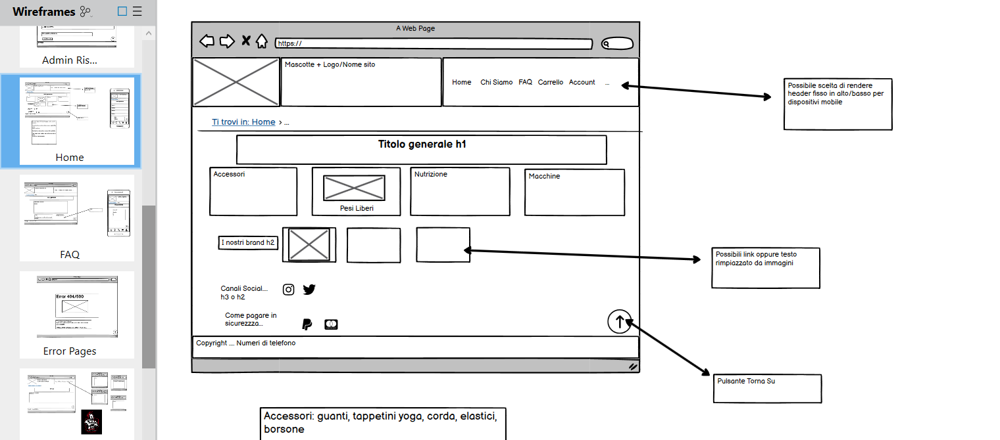 Wireframes
Admin Ris...
Home
FAQ
Error 404/500
Error Pages
A Web Page
https://
Mascotte + Logo/Nome sito
Home Chi Siamo FAQ Carrello Account ...
Possibile scelta di rendere
header fisso in alto/basso per
dispositivi mobile
Ti trovi in: Home > ...
Titolo generale h1
Accessori
Pesi Liberi
Nutrizione
Macchine
I nostri brand h2
Possibili link oppure testo
rimpiazzato da immagini
Canali Social....
h3 o h2
Come pagare in
sicurezzza...
Copyright .... Numeri di telefono
Pulsante Torna Su
Accessori: guanti, tappetini yoga, corda, elastici,
borsone